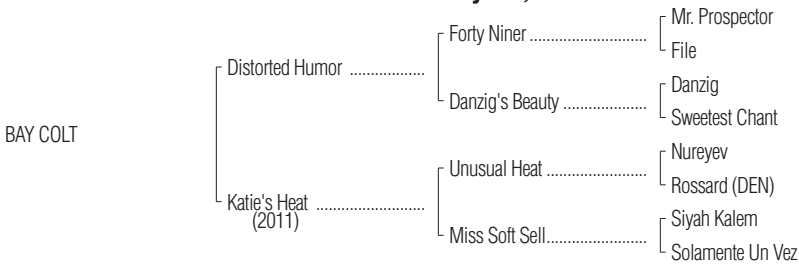 Mr. Prospector
Forty Niner ............................
File
Distorted Humor ..................
Danzig
Danzig's Beauty ....................
Sweetest Chant
BAY COLT
Nureyev
Unusual Heat .........................
Rossard (DEN)
Katie's Heat ..........................
(2011)
Siyah Kalem
Miss Soft Sell........................
Solamente Un Vez